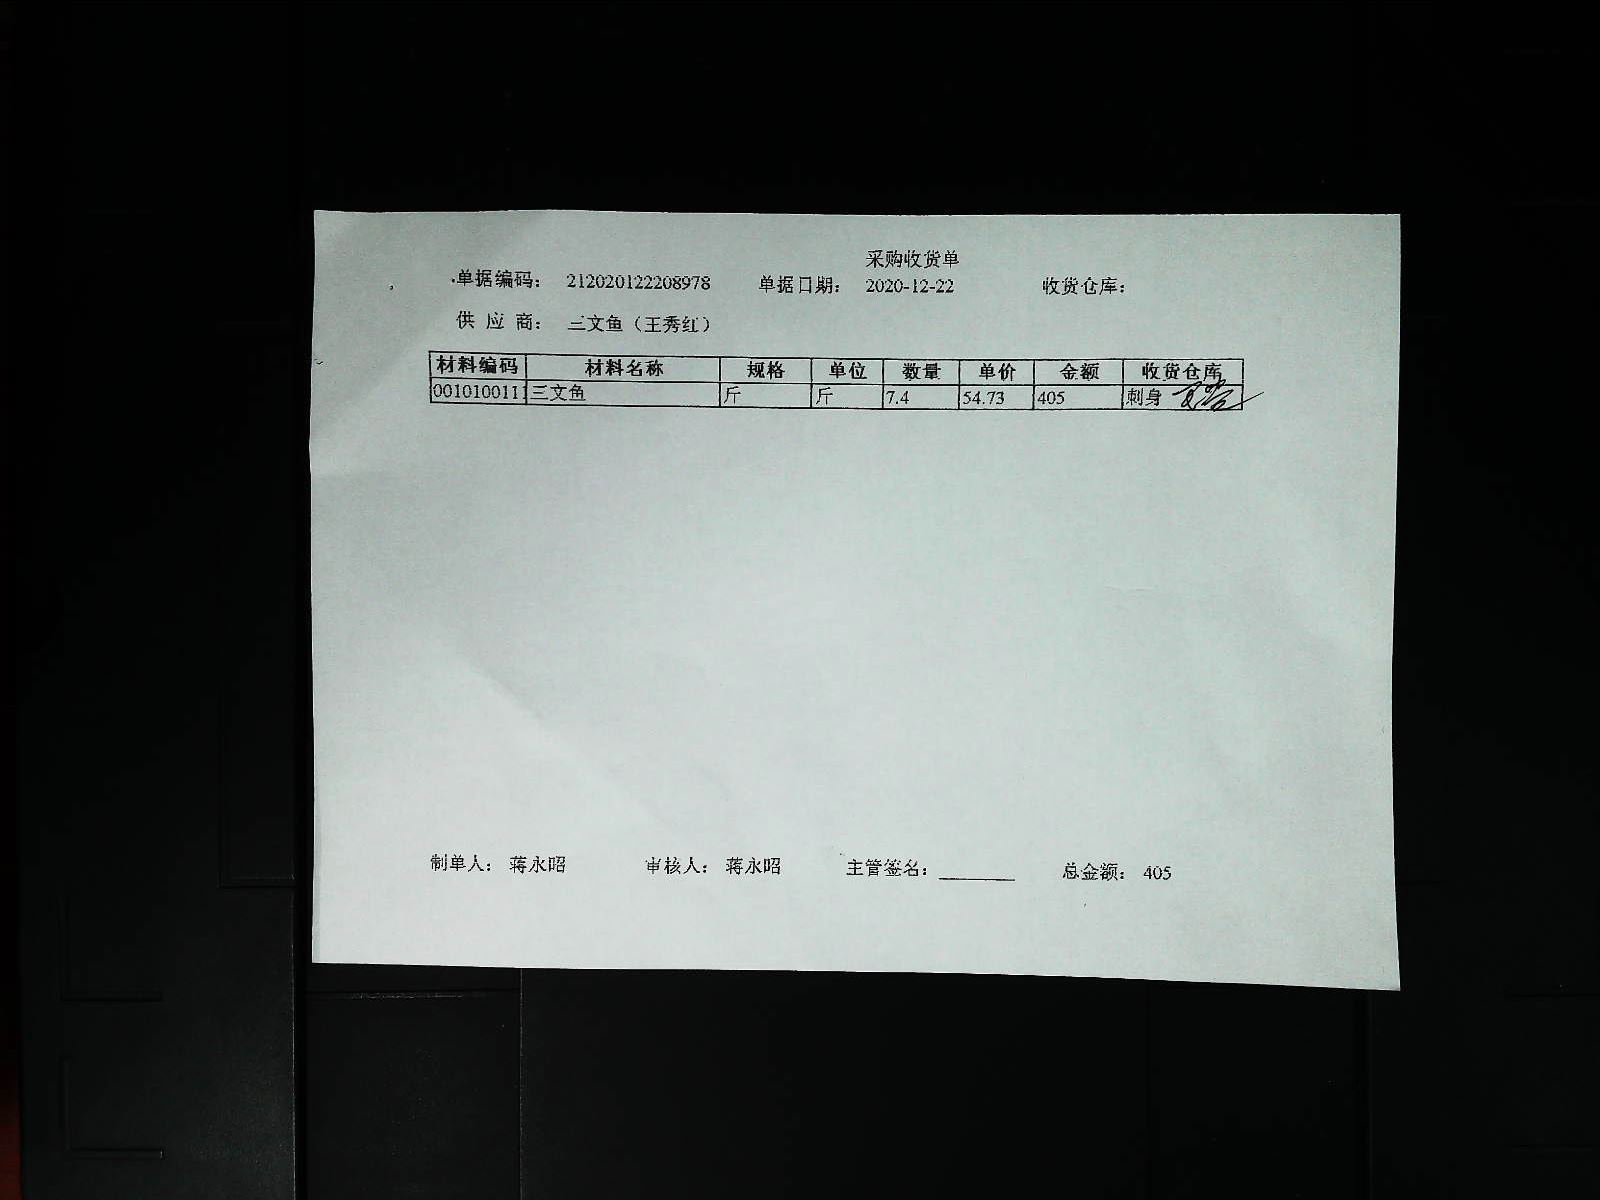 采购收货单
单据编码： 212020122208978 单据日期： 2020-12-22 收货仓库：
供 应 商： 三文鱼（王秀红）
材料编码 材料名称 规格 单位 数量 单价 金额 收货仓库
0010100111 三文鱼 斤 斤 7.4 54.73 405 刺身
制单人： 蒋永昭 审核人： 蒋永昭 主管签名： 总金额： 405